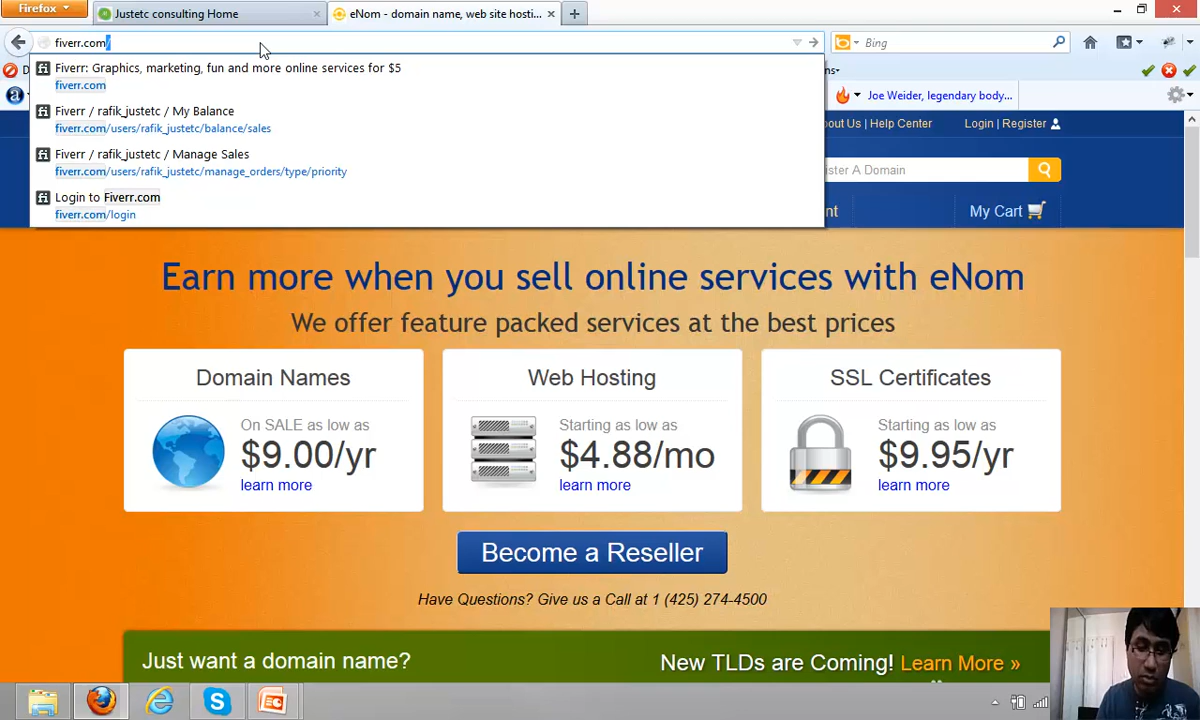 Firefox
Justetc consulting Home
eNom - domain name, web site hosti...
fiverr.com/
Bing
Fiverr: Graphics, marketing, fun and more online services for $5
fiverr.com
Fiverr / rafik_justetc / My Balance
fiverr.com/users/rafik_justetc/balance/sales
Fiverr / rafik_justetc / Manage Sales
fiverr.com/users/rafik_justetc/manage_orders/type/priority
Login to Fiverr.com
fiverr.com/login
Joe Weider, legendary body...
out Us | Help Center
Login | Register
ster A Domain
nt
My Cart
Earn more when you sell online services with eNom
We offer feature packed services at the best prices
Domain Names
On SALE as low as
$9.00/yr
learn more
Web Hosting
Starting as low as
$4.88/mo
learn more
SSL Certificates
Starting as low as
$9.95/yr
learn more
Become a Reseller
Have Questions? Give us a Call at 1 (425) 274-4500
Just want a domain name?
New TLDs are Coming! Learn More »